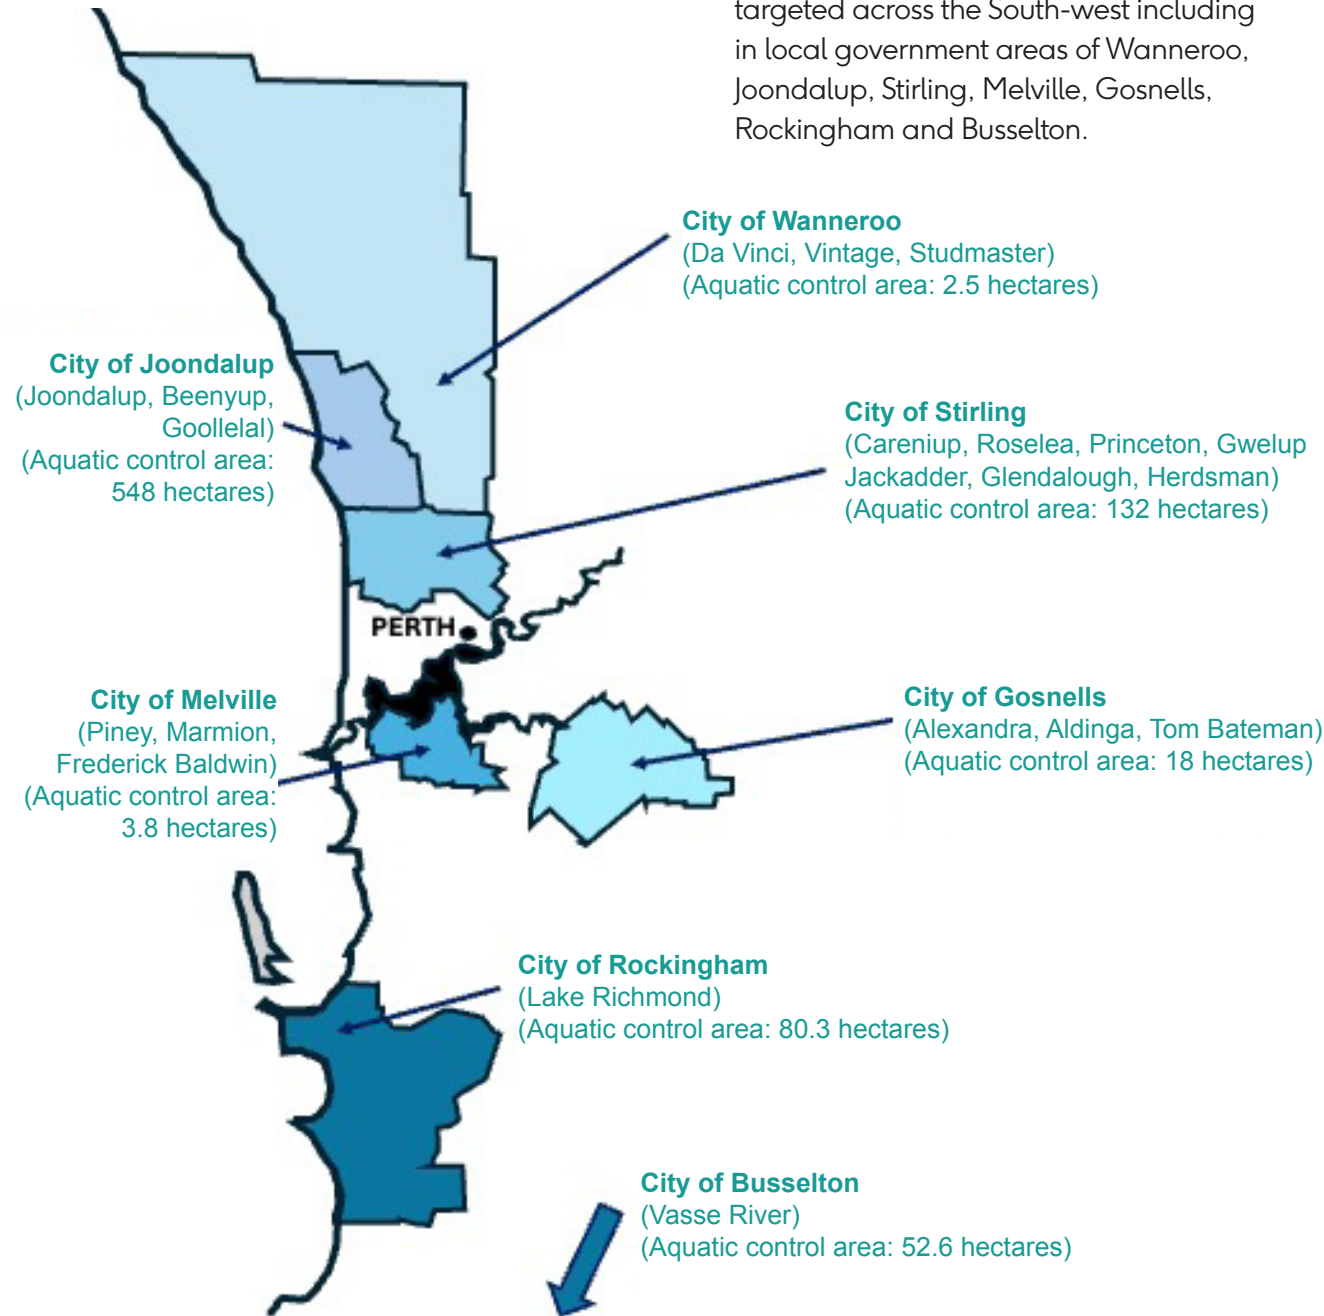 targeted across the South-west including
in local government areas of Wanneroo,
Joondalup, Stirling, Melville, Gosnells,
Rockingham and Busselton.
City of Wanneroo
(Da Vinci, Vintage, Studmaster)
(Aquatic control area: 2.5 hectares)
City of Joondalup
(Joondalup, Beenyup,
Goollelal)
(Aquatic control area:
548 hectares)
City of Stirling
(Careniup, Roselea, Princeton, Gwelup
Jackadder, Glendalough, Herdsman)
(Aquatic control area: 132 hectares)
PERTH
City of Melville
(Piney, Marmion,
Frederick Baldwin)
(Aquatic control area:
3.8 hectares)
City of Gosnells
(Alexandra, Aldinga, Tom Bateman)
(Aquatic control area: 18 hectares)
City of Rockingham
(Lake Richmond)
(Aquatic control area: 80.3 hectares)
City of Busselton
(Vasse River)
(Aquatic control area: 52.6 hectares)